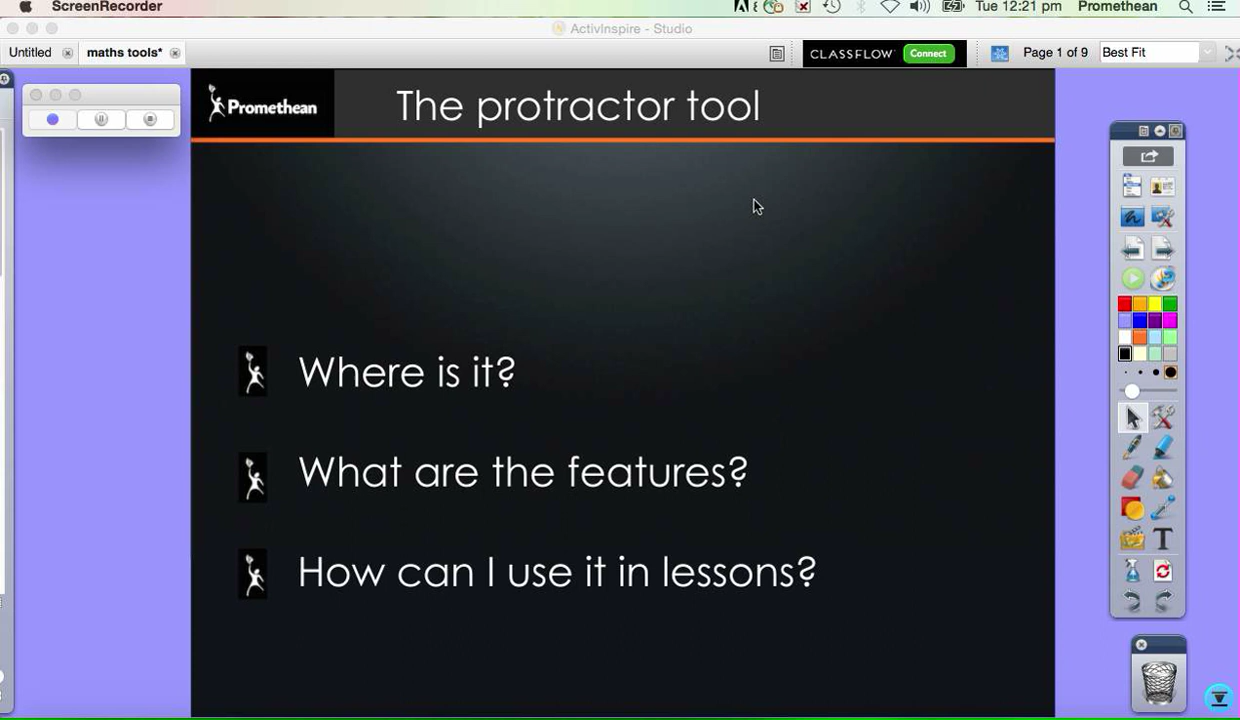 ScreenRecorder
Tue 12:21 pm Promethean
ActivInspire - Studio
Untitled
maths tools*
CLASSFLOW Connect
Page 1 of 9
Best Fit
Promethean
The protractor tool
Where is it?
What are the features?
How can I use it in lessons?
T